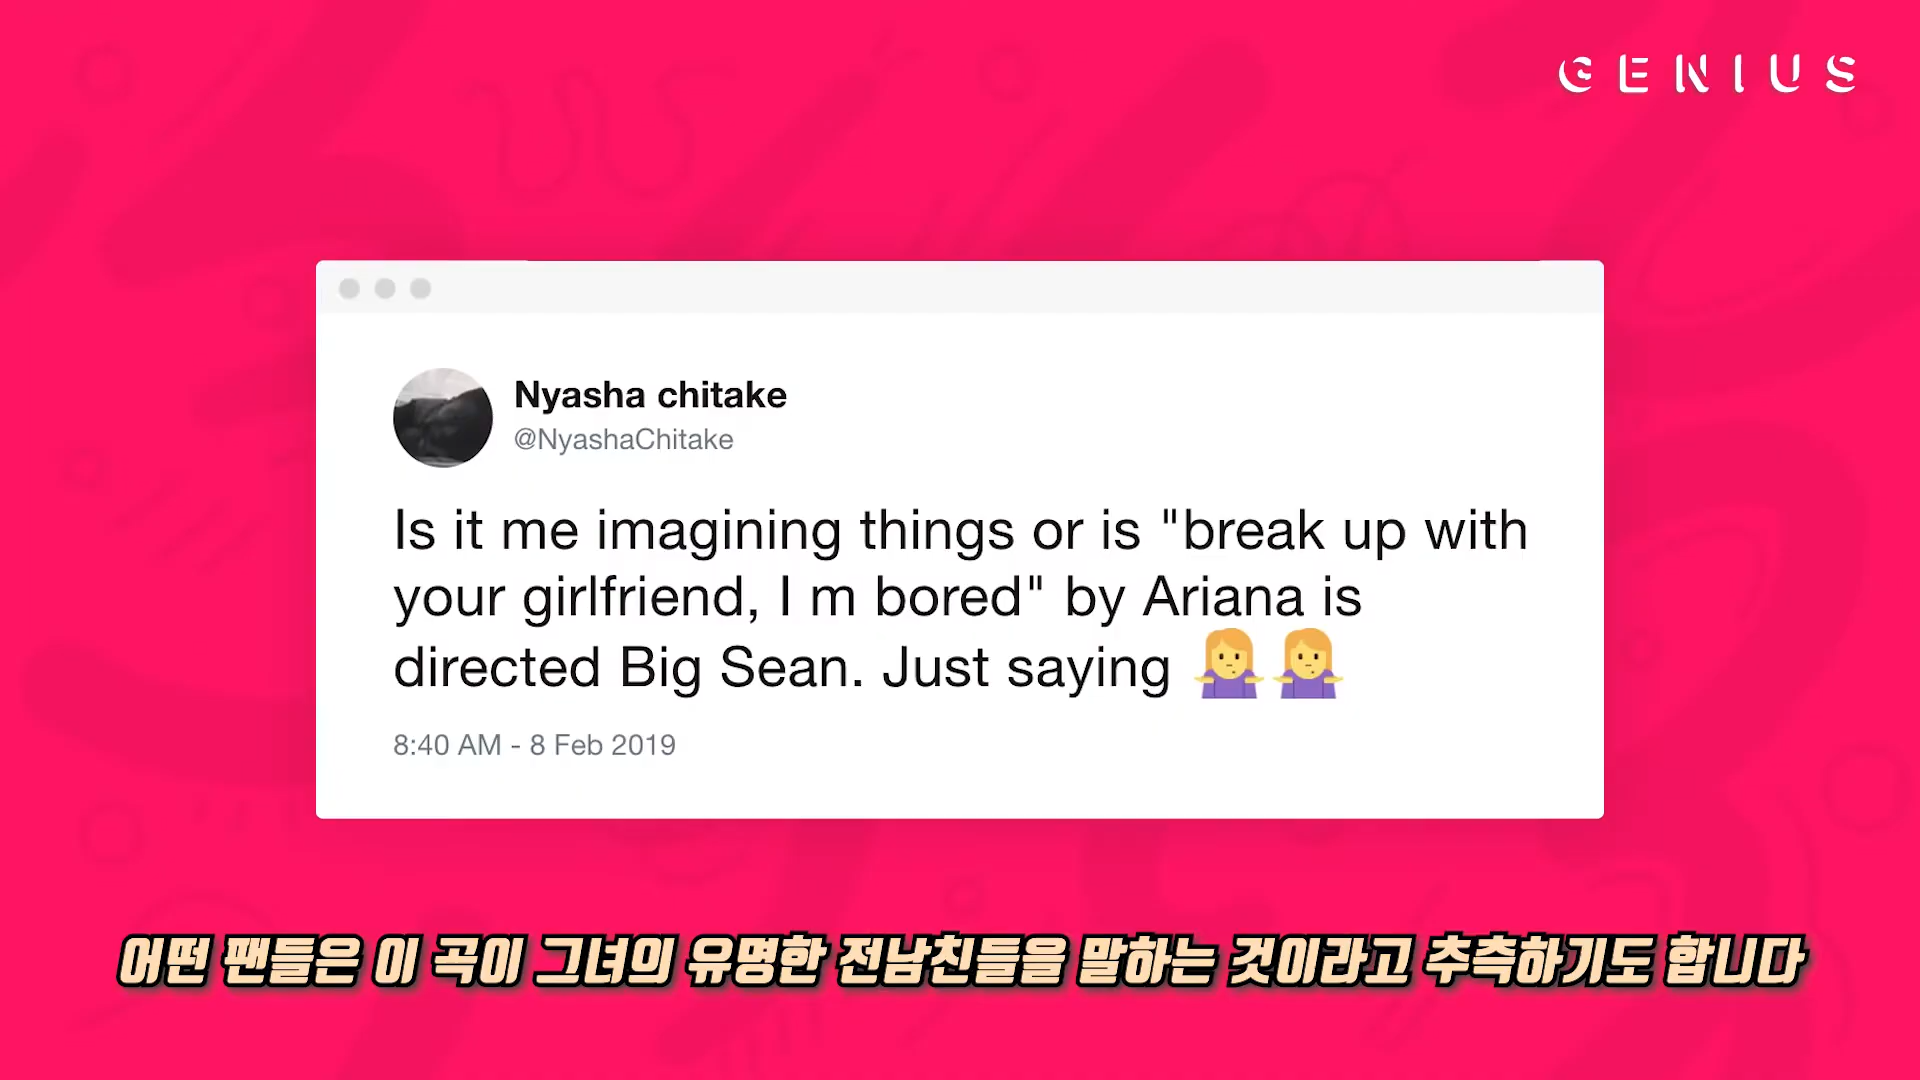 GENIUS
Nyasha chitake
@NyashaChitake
Is it me imagining things or is "break up with
your girlfriend, I m bored" by Ariana is
directed Big Sean. Just saying 🤷‍♀️🤷‍♀️
8:40 AM - 8 Feb 2019
어떤 팬들은 이 곡이 그녀의 유명한 전남친들을 말하는 것이라고 추측하기도 합니다